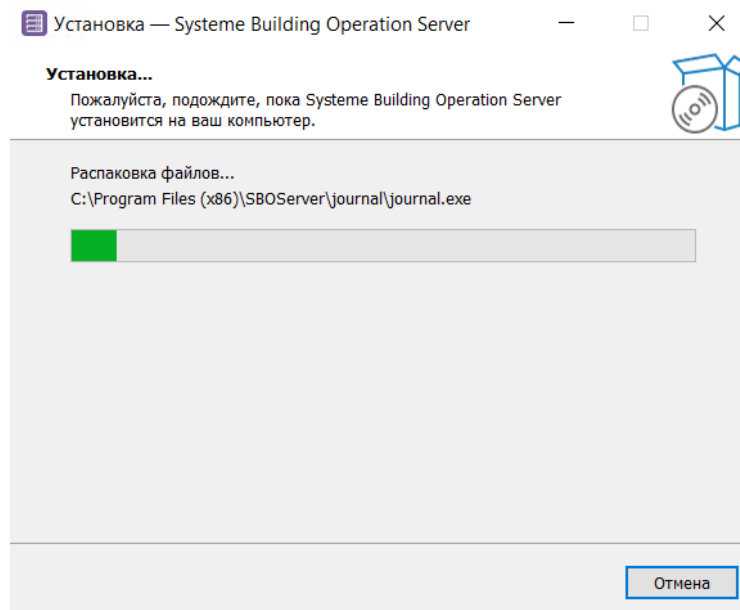 Установка — Systeme Building Operation Server
Установка...
Пожалуйста, подождите, пока Systeme Building Operation Server
установится на ваш компьютер.
Распаковка файлов...
C:\Program Files (x86)\SBOServer\journal\journal.exe
Отмена